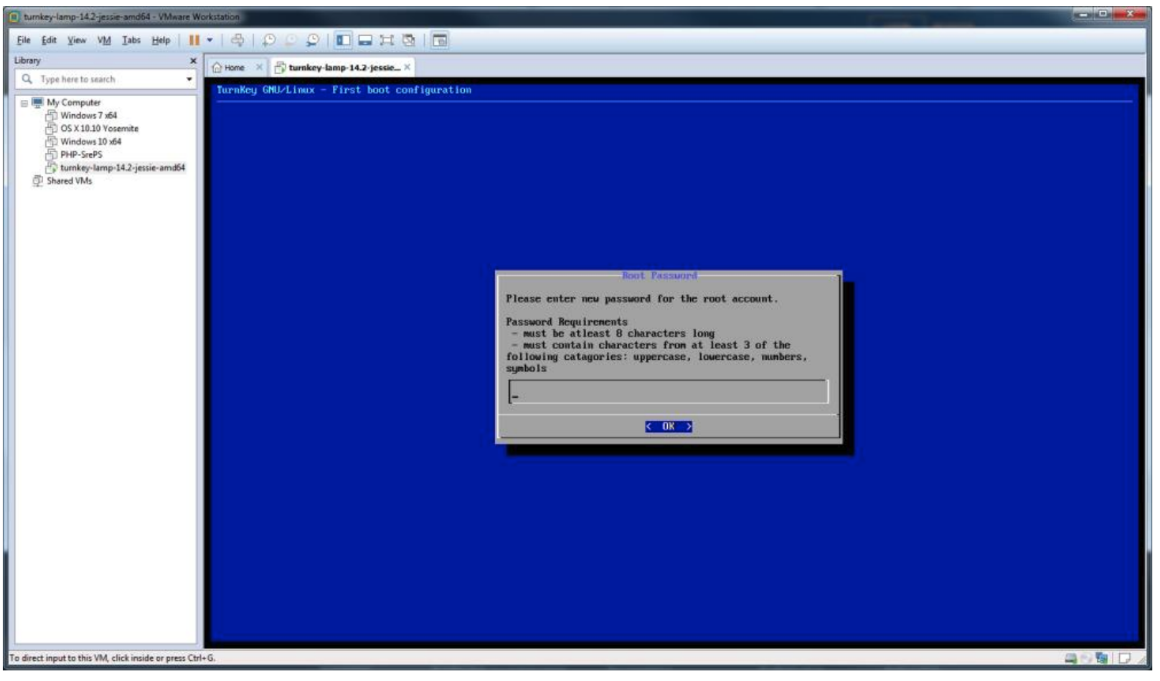 turnkey-lamp-14.2-jessie-amd64 - VMware Workstation
File Edit View VM Tabs Help
Library
Type here to search
My Computer
Windows 7 x64
OS X 10.10 Yosemite
Windows 10 x64
PHP-SrePS
turnkey-lamp-14.2-jessie-amd64
Shared VMs
Home
turnkey-lamp-14.2-jessie...
TurnKey GNU/Linux - First boot configuration
Root Password
Please enter new password for the root account.
Password Requirements
- must be atleast 8 characters long
- must contain characters from at least 3 of the
following catagories: uppercase, lowercase, numbers,
symbols
< OK >
To direct input to this VM, click inside or press Ctrl+G.